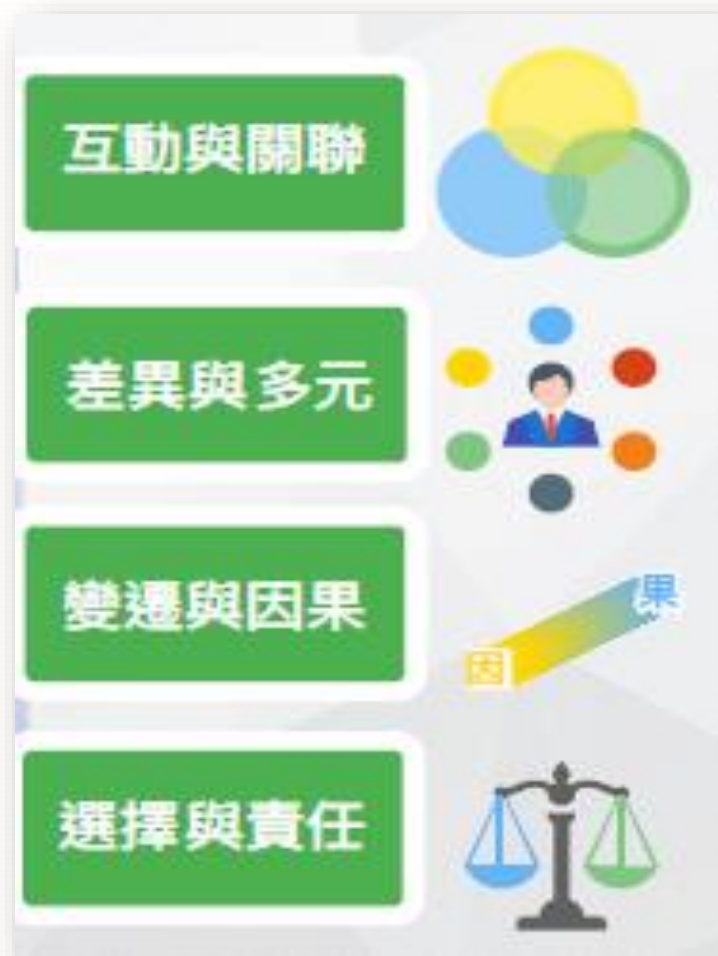 互動與關聯
差異與多元
變遷與因果
果
因
選擇與責任